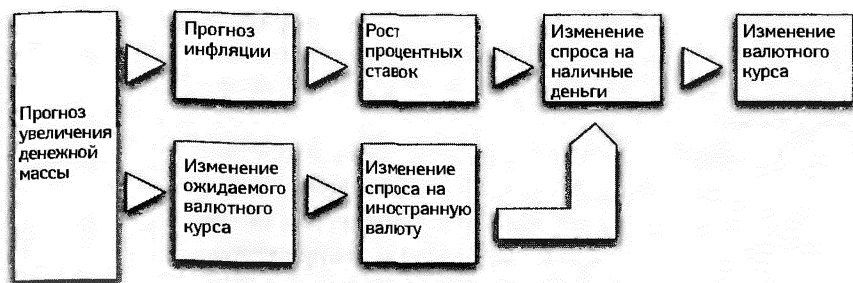 Прогноз
увеличения
денежной
массы
Прогноз
инфляции
Рост
процентных
ставок
Изменение
спроса на
наличные
деньги
Изменение
валютного
курса
Изменение
ожидаемого
валютного
курса
Изменение
спроса на
иностранную
валюту